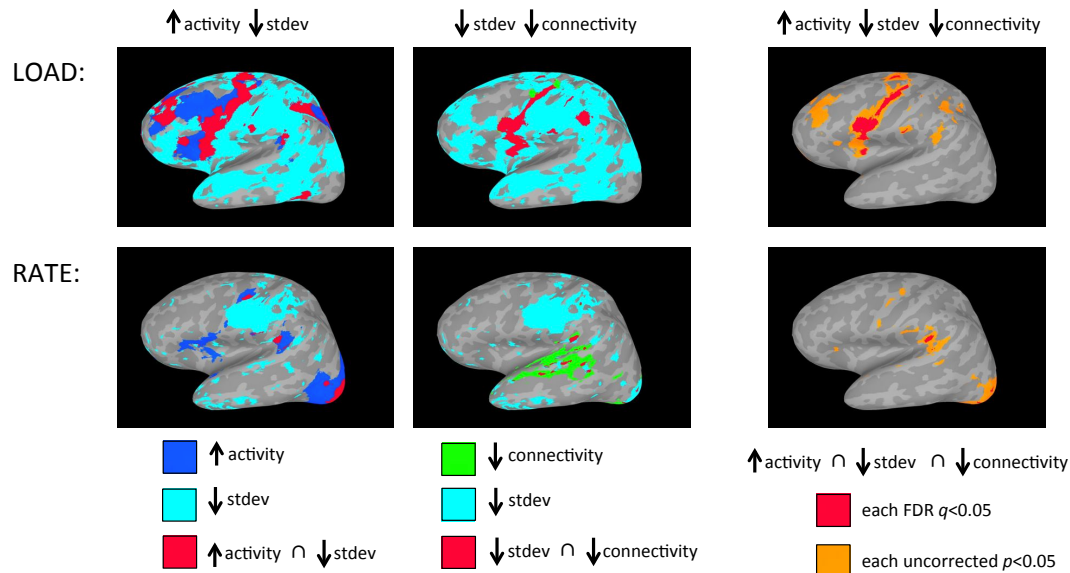 ↑ activity ↓ stdev
↓ stdev ↓ connectivity
↑ activity ↓ stdev ↓ connectivity
LOAD:
RATE:
↑ activity
↓ stdev
↑ activity ∩ ↓ stdev
↓ connectivity
↓ stdev
↓ stdev ∩ ↓ connectivity
↑ activity ∩ ↓ stdev ∩ ↓ connectivity
each FDR q<0.05
each uncorrected p<0.05